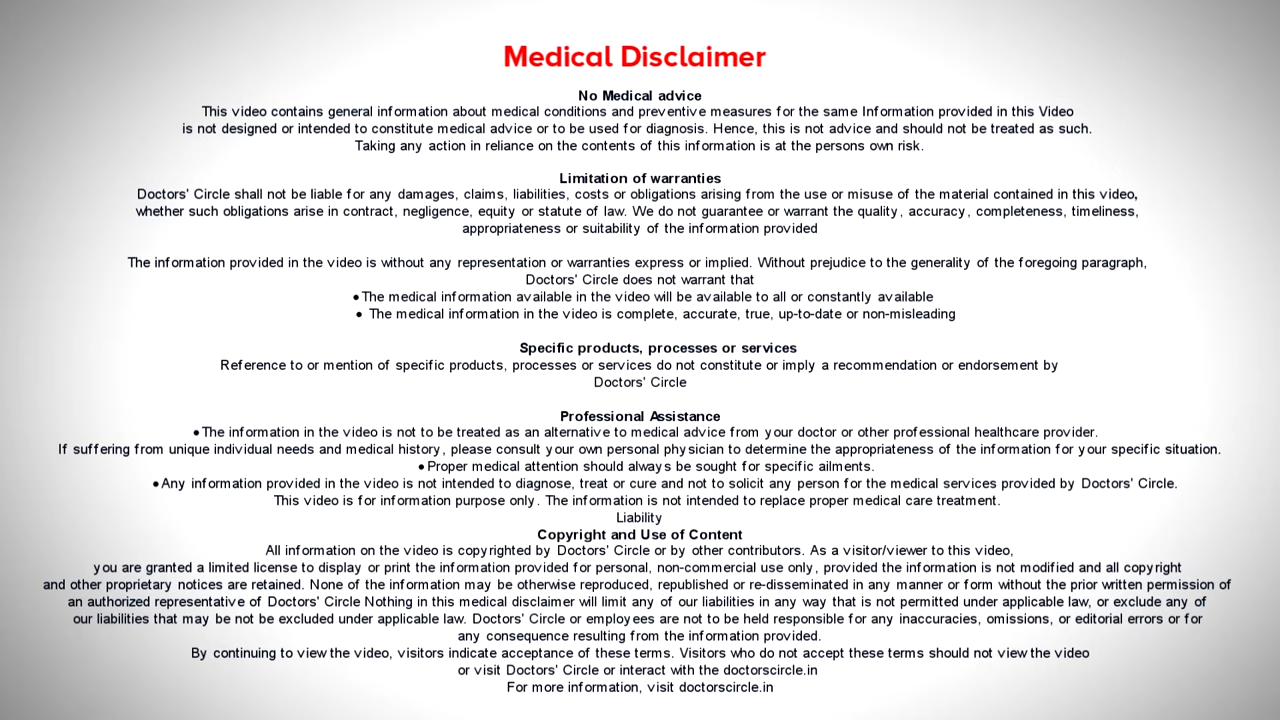 Medical Disclaimer
No Medical advice
This video contains general information about medical conditions and preventive measures for the same Information provided in this Video
is not designed or intended to constitute medical advice or to be used for diagnosis. Hence, this is not advice and should not be treated as such.
Taking any action in reliance on the contents of this information is at the persons own risk.
Limitation of warranties
Doctors' Circle shall not be liable for any damages, claims, liabilities, costs or obligations arising from the use or misuse of the material contained in this video,
whether such obligations arise in contract, negligence, equity or statute of law. We do not guarantee or warrant the quality, accuracy, completeness, timeliness,
appropriateness or suitability of the information provided
The information provided in the video is without any representation or warranties express or implied. Without prejudice to the generality of the foregoing paragraph,
Doctors' Circle does not warrant that
•The medical information available in the video will be available to all or constantly available
• The medical information in the video is complete, accurate, true, up-to-date or non-misleading
Specific products, processes or services
Reference to or mention of specific products, processes or services do not constitute or imply a recommendation or endorsement by
Doctors' Circle
Professional Assistance
•The information in the video is not to be treated as an alternative to medical advice from your doctor or other professional healthcare provider.
If suffering from unique individual needs and medical history, please consult your own personal physician to determine the appropriateness of the information for your specific situation.
•Proper medical attention should always be sought for specific ailments.
•Any information provided in the video is not intended to diagnose, treat or cure and not to solicit any person for the medical services provided by Doctors' Circle.
This video is for information purpose only. The information is not intended to replace proper medical care treatment.
Liability
Copyright and Use of Content
All information on the video is copyrighted by Doctors' Circle or by other contributors. As a visitor/viewer to this video,
you are granted a limited license to display or print the information provided for personal, non-commercial use only, provided the information is not modified and all copyright
and other proprietary notices are retained. None of the information may be otherwise reproduced, republished or re-disseminated in any manner or form without the prior written permission of
an authorized representative of Doctors' Circle Nothing in this medical disclaimer will limit any of our liabilities in any way that is not permitted under applicable law, or exclude any of
our liabilities that may be not be excluded under applicable law. Doctors' Circle or employees are not to be held responsible for any inaccuracies, omissions, or editorial errors or for
any consequence resulting from the information provided.
By continuing to view the video, visitors indicate acceptance of these terms. Visitors who do not accept these terms should not view the video
or visit Doctors' Circle or interact with the doctorscircle.in
For more information, visit doctorscircle.in